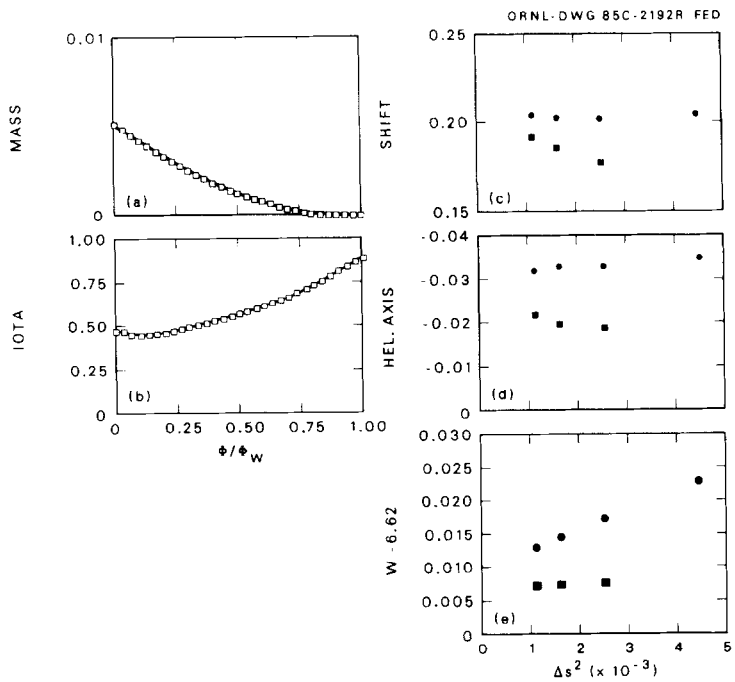 ORNL-DWG 85C-2192R FED
0.01
MASS
0
(a)
1.00
0.75
0.50
0.25
0
IOTA
(b)
0 0.25 0.50 0.75 1.00
Φ/Φ_W
0.25
0.20
0.15
SHIFT
(c)
-0.04
-0.03
-0.02
-0.01
0
HEL. AXIS
(d)
0.030
0.025
0.020
0.015
0.010
0.005
0
W - 6.62
(e)
0 1 2 3 4 5
Δs² (x 10⁻³)